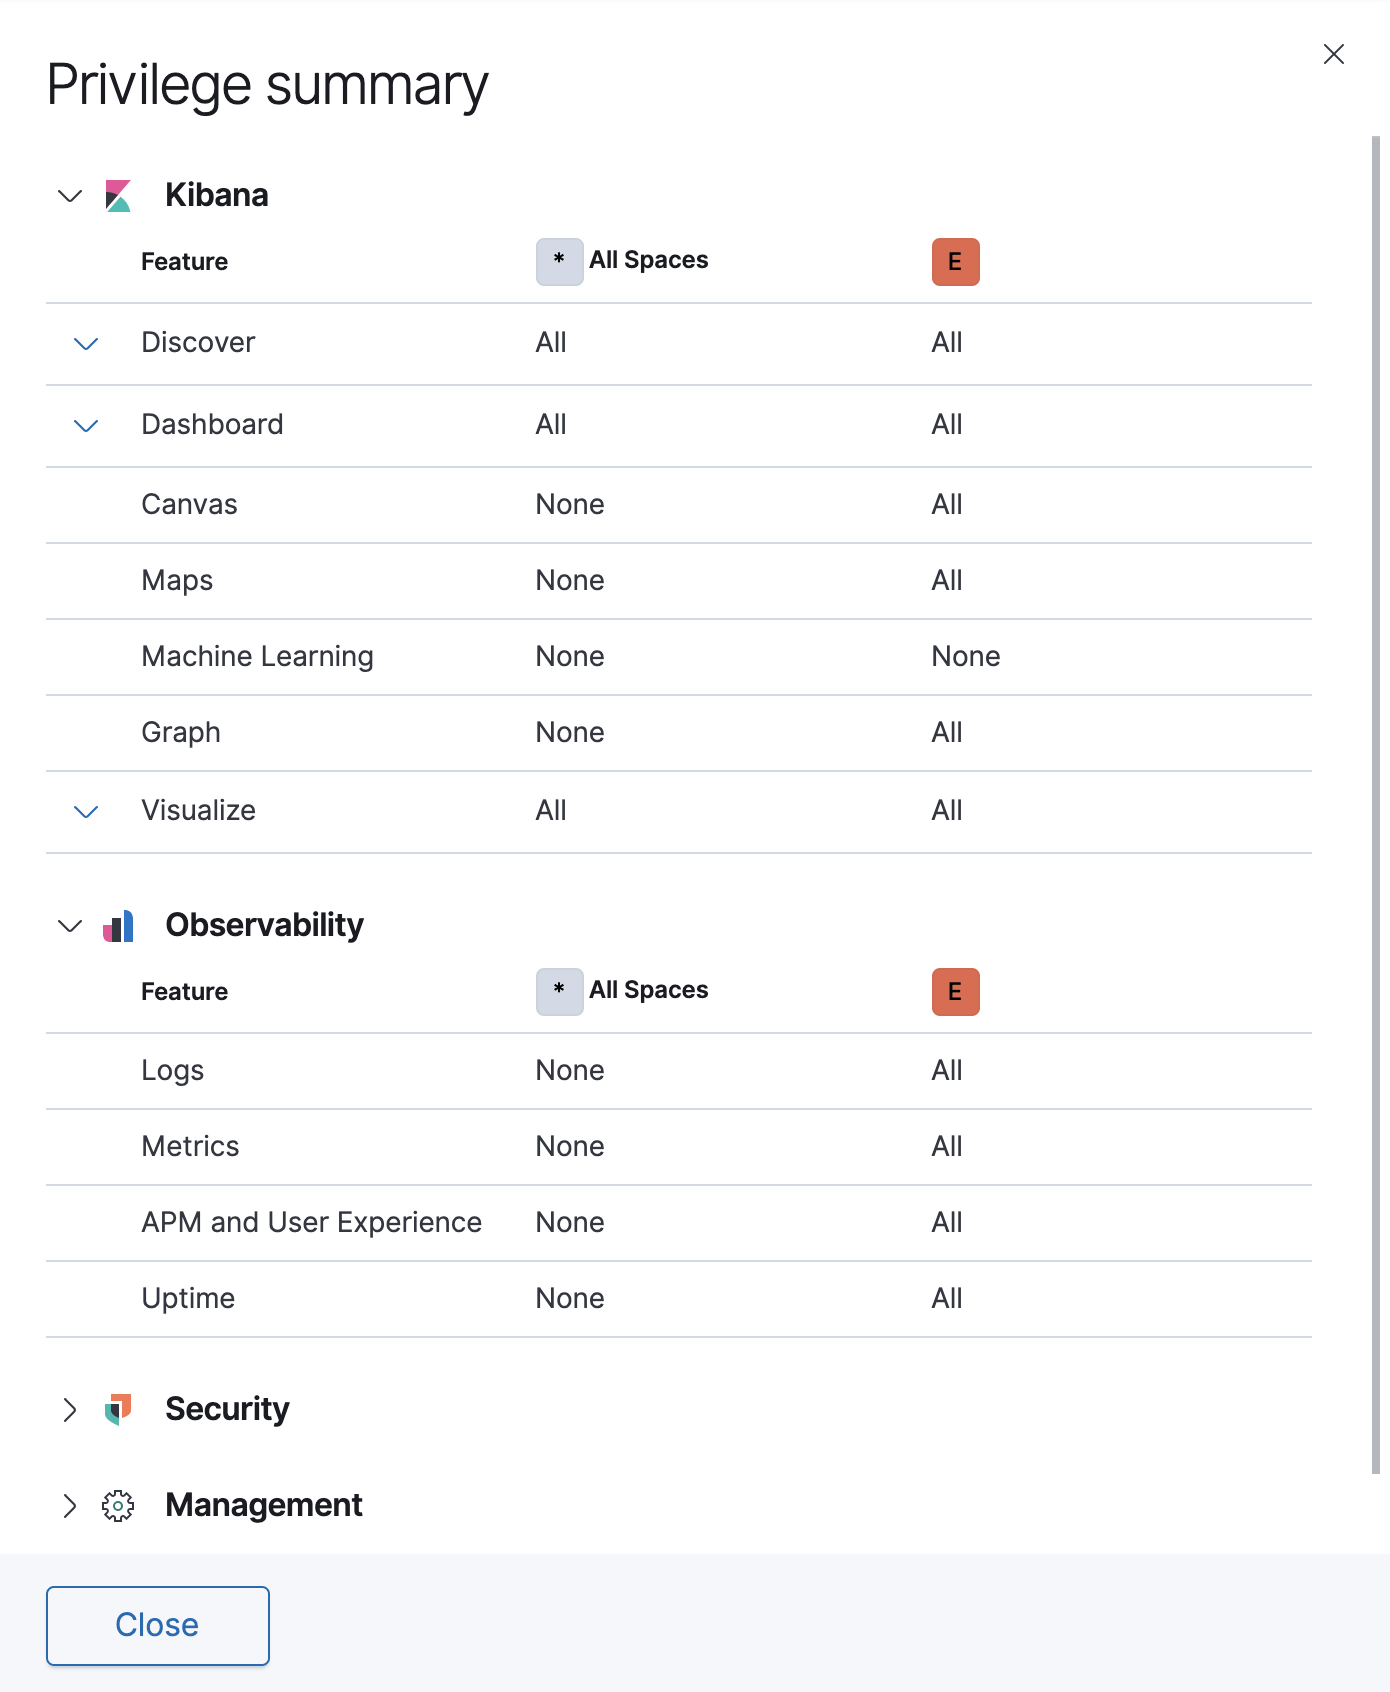 Privilege summary
Kibana
Feature * All Spaces E
Discover All All
Dashboard All All
Canvas None All
Maps None All
Machine Learning None None
Graph None All
Visualize All All
Observability
Feature * All Spaces E
Logs None All
Metrics None All
APM and User Experience None All
Uptime None All
Security
Management
Close